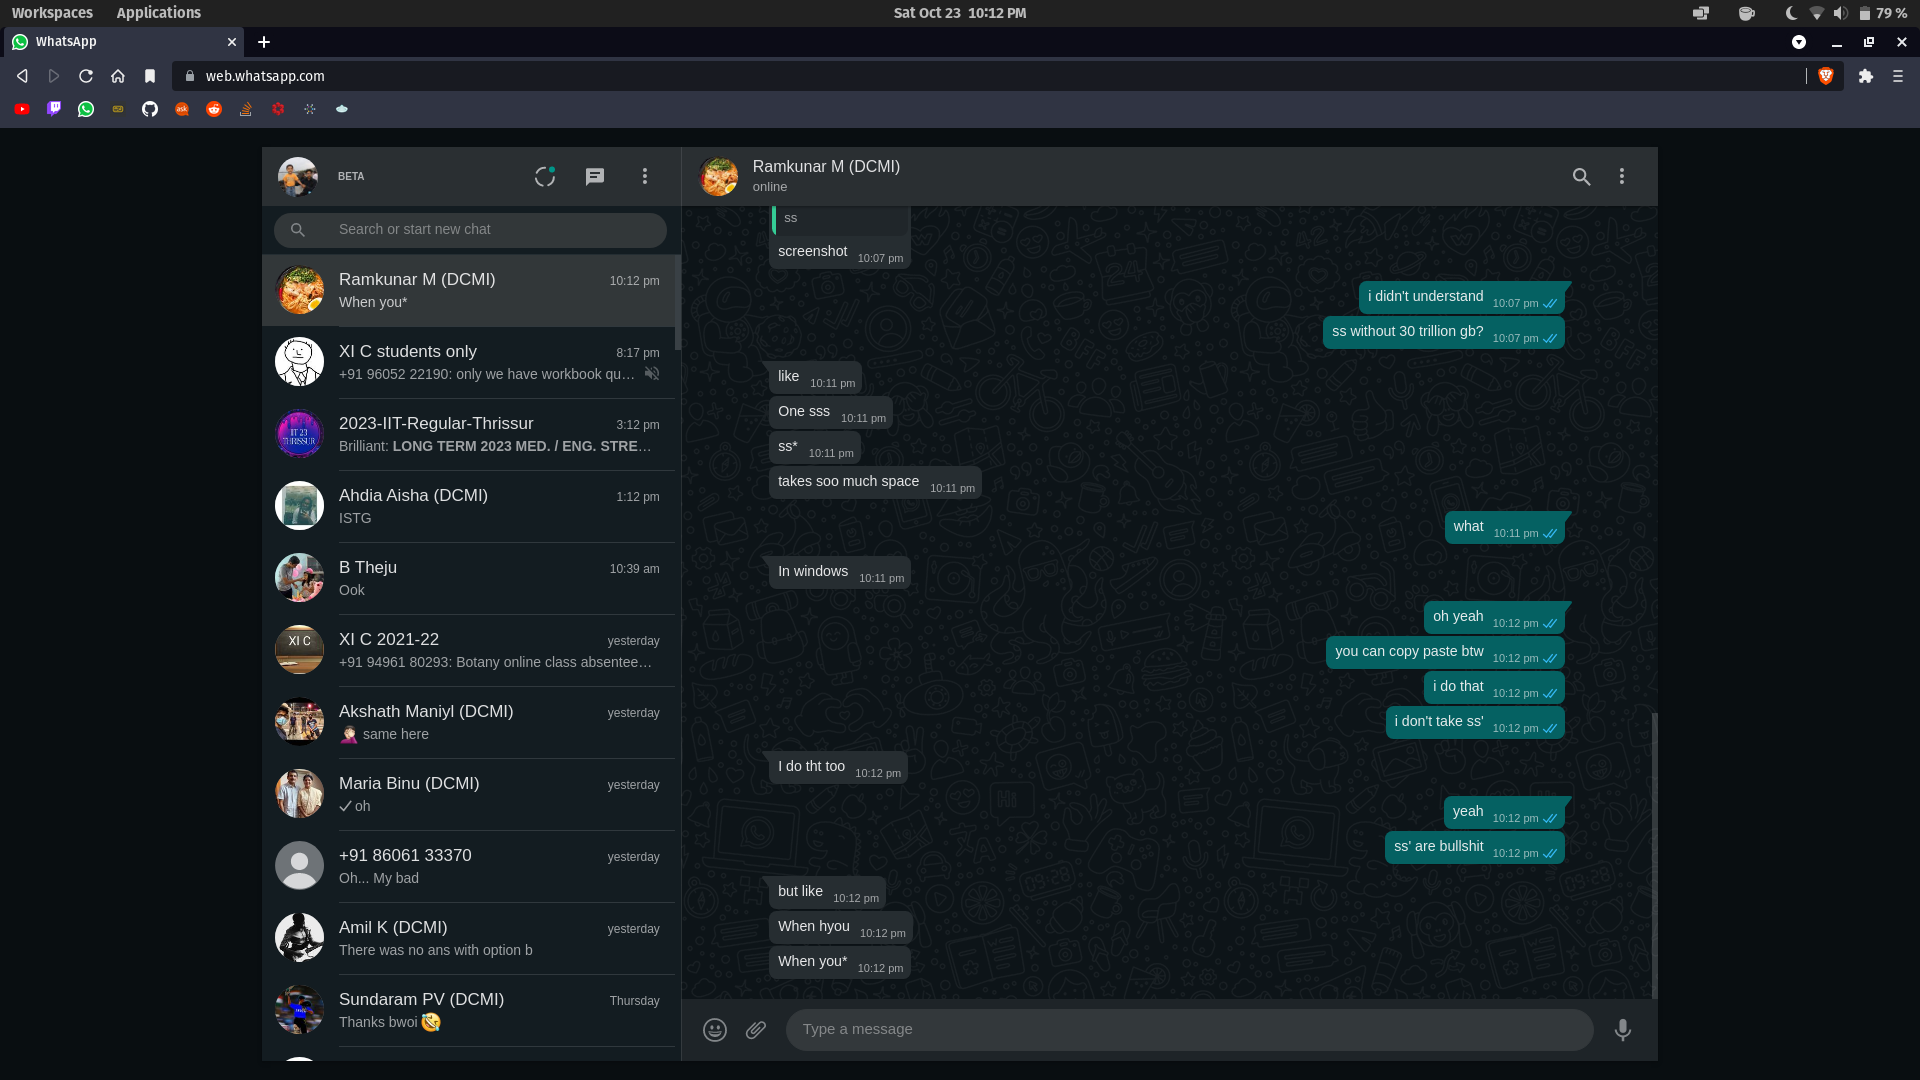 Workspaces Applications Sat Oct 23 10:12 PM 79 %
WhatsApp
web.whatsapp.com
BETA
Search or start new chat
Ramkunar M (DCMI) 10:12 pm
When you*
XI C students only 8:17 pm
+91 96052 22190: only we have workbook qu...
2023-IIT-Regular-Thrissur 3:12 pm
Brilliant: LONG TERM 2023 MED. / ENG. STRE...
IIT 23
THRISSUR
Ahdia Aisha (DCMI) 1:12 pm
ISTG
B Theju 10:39 am
Ook
XI C
XI C 2021-22 yesterday
+91 94961 80293: Botany online class absentee...
Akshath Maniyl (DCMI) yesterday
🤦🏻 same here
Maria Binu (DCMI) yesterday
oh
+91 86061 33370 yesterday
Oh... My bad
Amil K (DCMI) yesterday
There was no ans with option b
Sundaram PV (DCMI) Thursday
Thanks bwoi 🤣
Ramkunar M (DCMI)
online
ss
screenshot 10:07 pm
i didn't understand 10:07 pm
ss without 30 trillion gb? 10:07 pm
like 10:11 pm
One sss 10:11 pm
ss* 10:11 pm
takes soo much space 10:11 pm
what 10:11 pm
In windows 10:11 pm
oh yeah 10:12 pm
you can copy paste btw 10:12 pm
i do that 10:12 pm
i don't take ss' 10:12 pm
I do tht too 10:12 pm
yeah 10:12 pm
ss' are bullshit 10:12 pm
but like 10:12 pm
When hyou 10:12 pm
When you* 10:12 pm
Type a message